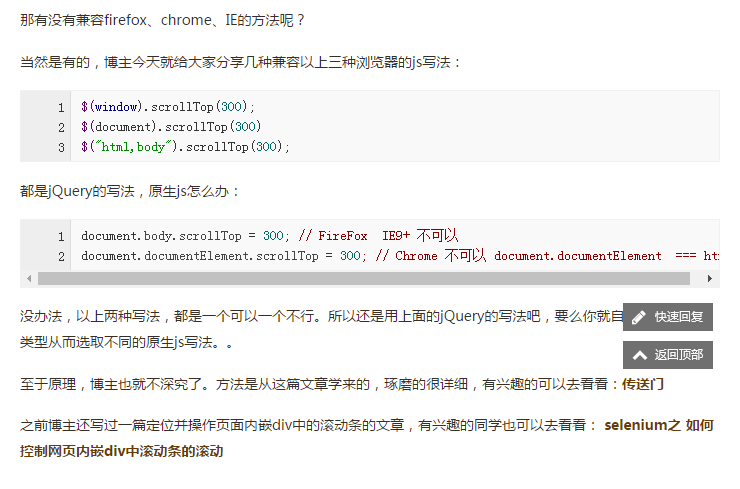 那有没有兼容firefox、chrome、IE的方法呢？
当然是有的，博主今天就给大家分享几种兼容以上三种浏览器的js写法：
1 $(window).scrollTop(300);
2 $(document).scrollTop(300)
3 $("html,body").scrollTop(300);
都是jQuery的写法，原生js怎么办：
1 document.body.scrollTop = 300; // FireFox  IE9+ 不可以
2 document.documentElement.scrollTop = 300; // Chrome 不可以 document.documentElement  ===
没办法，以上两种写法，都是一个可以一个不行。所以还是用上面的jQuery的写法吧，要么你就自
快速回复
类型从而选取不同的原生js写法。。
返回顶部
至于原理，博主也就不深究了。方法是从这篇文章学来的，琢磨的很详细，有兴趣的可以去看看：传送门
之前博主还写过一篇定位并操作页面内嵌div中的滚动条的文章，有兴趣的同学也可以去看看： selenium之 如何
控制网页内嵌div中滚动条的滚动